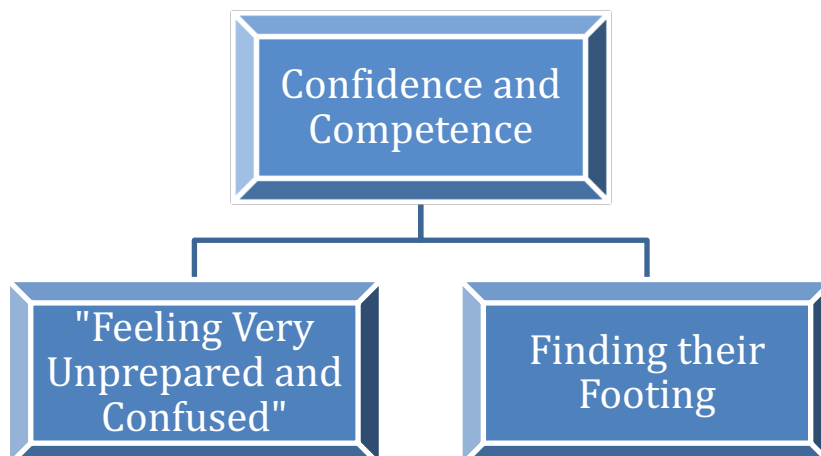 Confidence and
Competence
"Feeling Very
Unprepared and
Confused"
Finding their
Footing